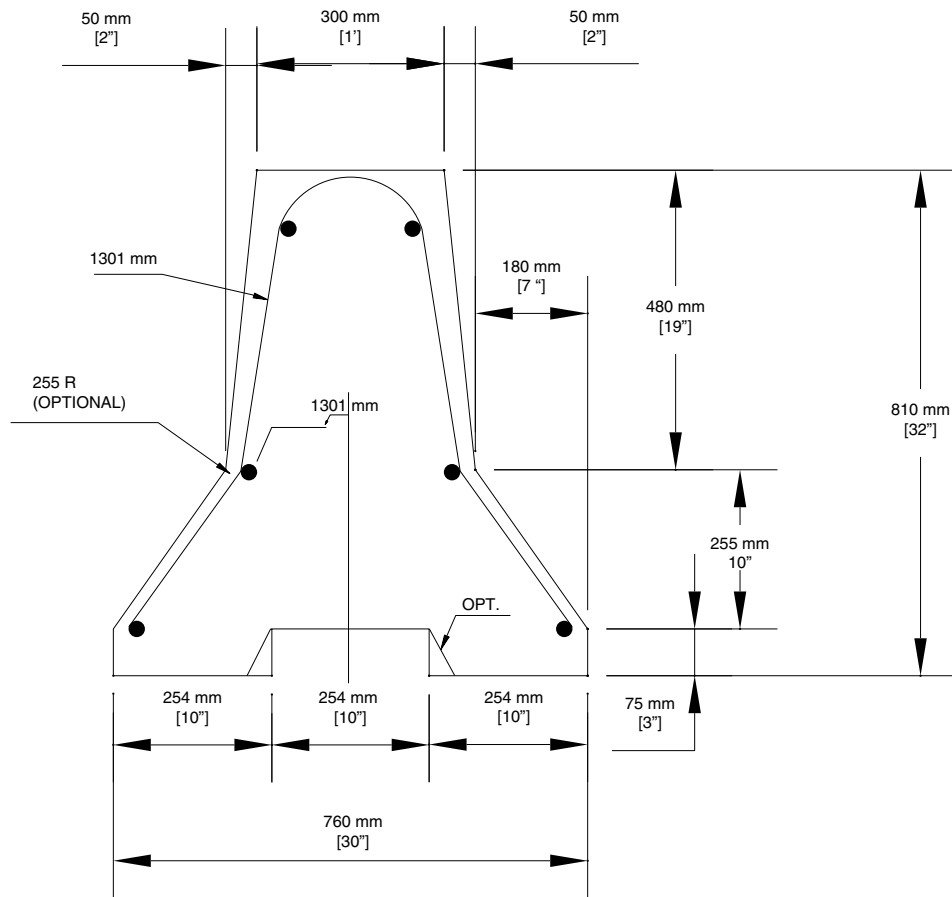 50 mm
[2”]
300 mm
[1’]
50 mm
[2”]
1301 mm
180 mm
[7 “]
480 mm
[19”]
255 R
(OPTIONAL)
1301 mm
810 mm
[32”]
255 mm
10”
OPT.
254 mm
[10”]
254 mm
[10”]
254 mm
[10”]
75 mm
[3”]
760 mm
[30”]